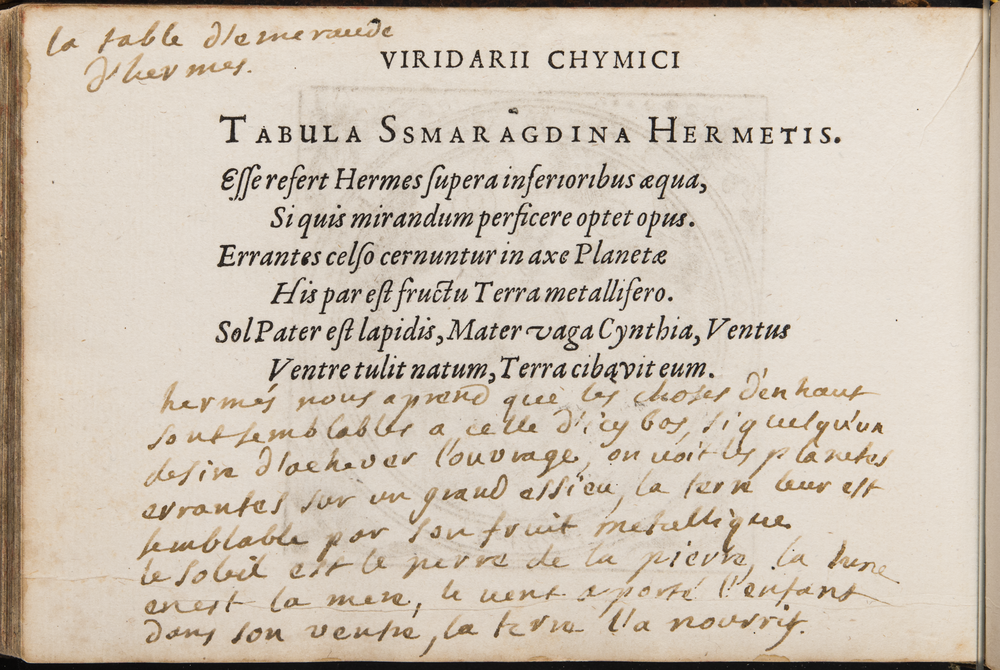 la table d'emeraude
d'hermes.
VIRIDARII CHYMICI
TABULA SSMARAGDINA HERMETIS.
Eſſe refert Hermes ſupera inferioribus æqua,
Si quis mirandum perficere optet opus.
Errantes celſo cernuntur in axe Planetæ
His par eſt fructu Terra metallifero.
Sol Pater eſt lapidis, Mater vaga Cynthia, Ventus
Ventre tulit natum, Terra cibavit eum.
hermés nous aprend que les choses d'en haut
sont semblables a celle d'icy bas, si quelqu'un
desire d'achever l'ouvrage, on voit les planetes
errantes sur un grand essieu, la terre leur est
semblable par son fruit metallique
le soleil est le perre de la pierre, la lune
en est la mere, le vent a porté l'enfant
dans son ventre, la terre l'a nourrit.